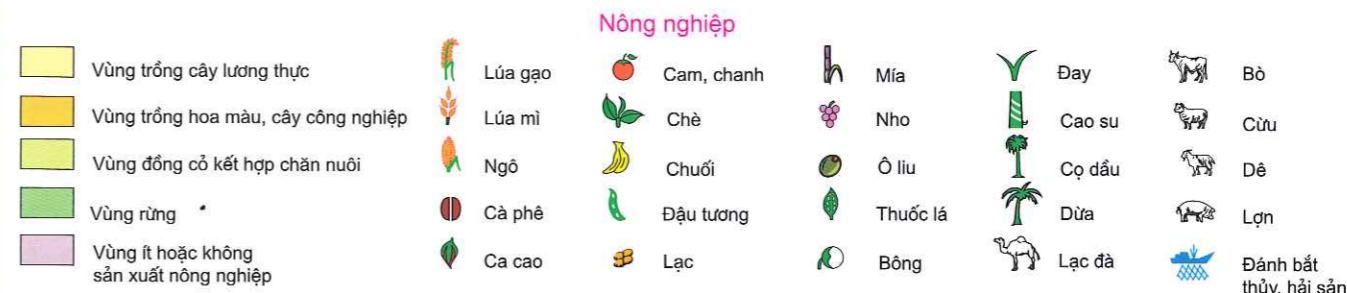 Nông nghiệp
Vùng trồng cây lương thực
Vùng trồng hoa màu, cây công nghiệp
Vùng đồng cỏ kết hợp chăn nuôi
Vùng rừng
Vùng ít hoặc không
sản xuất nông nghiệp
Lúa gạo
Lúa mì
Ngô
Cà phê
Ca cao
Cam, chanh
Chè
Chuối
Đậu tương
Lạc
Mía
Nho
Ô liu
Thuốc lá
Bông
Đay
Cao su
Cọ dầu
Dừa
Lạc đà
Bò
Cừu
Dê
Lợn
Đánh bắt
thủy, hải sản